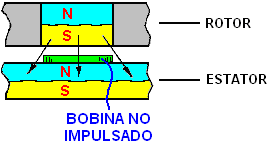 N
S
ROTOR
N
S
ESTATOR
BOBINA NO
IMPULSADO